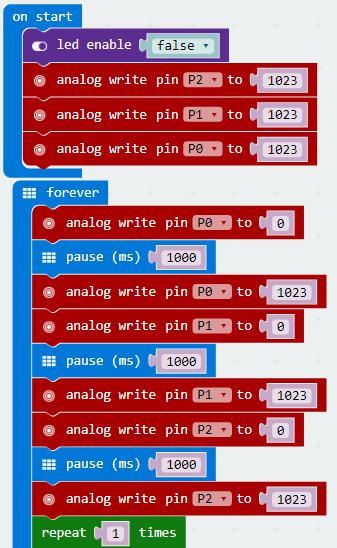 on start
led enable false
analog write pin P2 to 1023
analog write pin P1 to 1023
analog write pin P0 to 1023
forever
analog write pin P0 to 0
pause (ms) 1000
analog write pin P0 to 1023
analog write pin P1 to 0
pause (ms) 1000
analog write pin P1 to 1023
analog write pin P2 to 0
pause (ms) 1000
analog write pin P2 to 1023
repeat 1 times